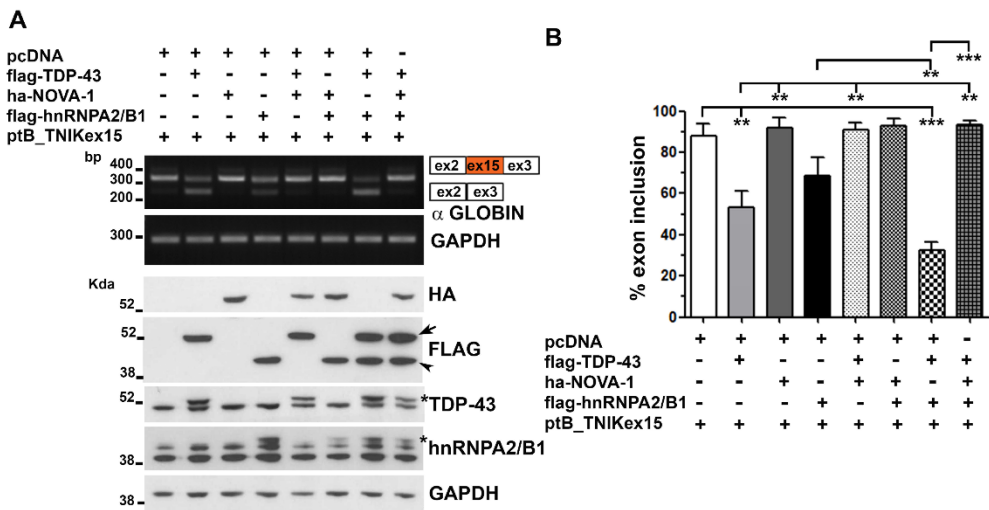 A
pcDNA + + + + + + + -
flag-TDP-43 - + - - + - + +
ha-NOVA-1 - - + - + + - +
flag-hnRNPA2/B1 - - - + - + + +
ptB_TNIKex15 + + + + + + + +
bp
400
300
200
ex2 ex15 ex3
ex2 ex3
α GLOBIN
300
GAPDH
Kda
52
HA
52
38
FLAG
52
*TDP-43
38
*hnRNPA2/B1
38
GAPDH
B
***
**
** ** ** **
***
% exon inclusion
100
80
60
40
20
0
pcDNA + + + + + + + -
flag-TDP-43 - + - - + - + +
ha-NOVA-1 - - + - + + - +
flag-hnRNPA2/B1 - - - + - + + +
ptB_TNIKex15 + + + + + + + +